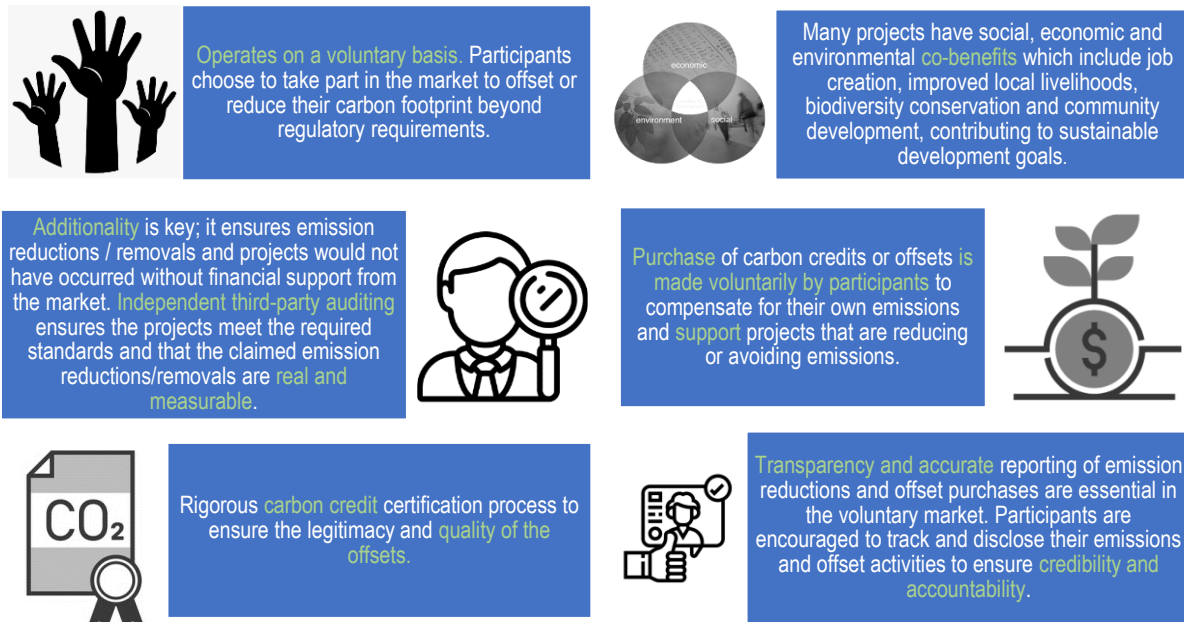 Operates on a voluntary basis. Participants
choose to take part in the market to offset or
reduce their carbon footprint beyond
regulatory requirements.
economic
environment
social
Many projects have social, economic and
environmental co-benefits which include job
creation, improved local livelihoods,
biodiversity conservation and community
development, contributing to sustainable
development goals.
Additionality is key; it ensures emission
reductions / removals and projects would not
have occurred without financial support from
the market. Independent third-party auditing
ensures the projects meet the required
standards and that the claimed emission
reductions/removals are real and
measurable.
Purchase of carbon credits or offsets is
made voluntarily by participants to
compensate for their own emissions
and support projects that are reducing
or avoiding emissions.
$
CO₂
Rigorous carbon credit certification process to
ensure the legitimacy and quality of the
offsets.
Transparency and accurate reporting of emission
reductions and offset purchases are essential in
the voluntary market. Participants are
encouraged to track and disclose their emissions
and offset activities to ensure credibility and
accountability.